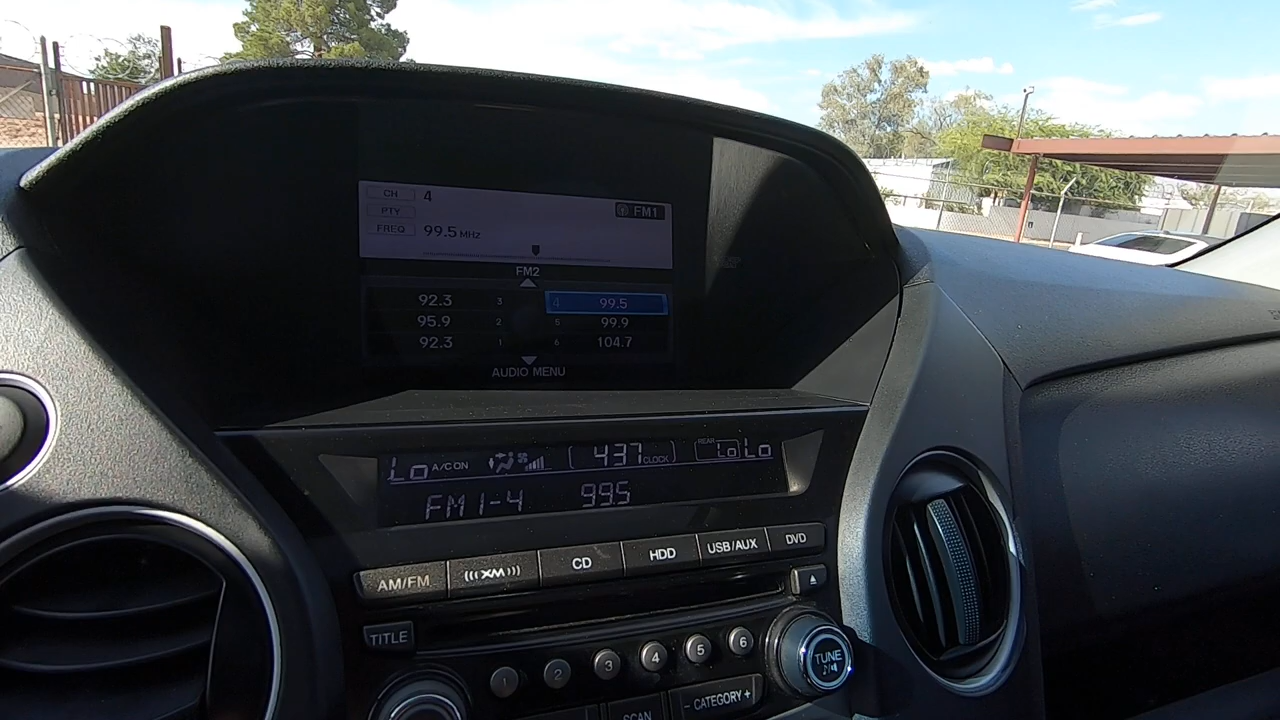 CH 4
FM1
PTY
FREQ 99.5 MHz
FM2
92.3 3 4 99.5
95.9 2 5 99.9
92.3 1 6 104.7
AUDIO MENU
Lo A/C ON 4:37 CLOCK REAR Lo Lo
FM 1-4 99.5
AM/FM (((XM))) CD HDD USB/AUX DVD
TITLE
1 2 3 4 5 6
TUNE
SCAN - CATEGORY +